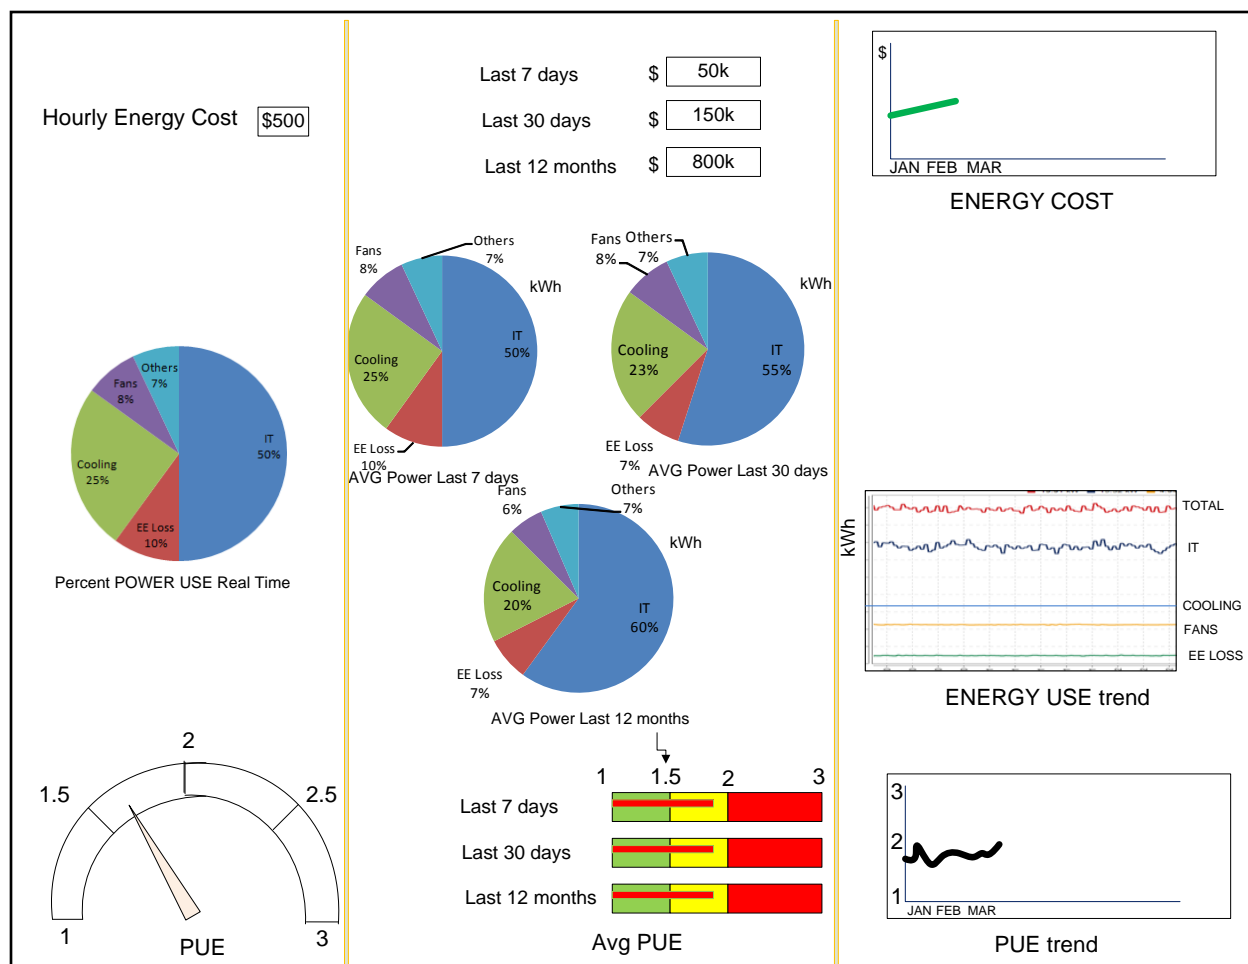 Hourly Energy Cost $500
Fans
8%
Others
7%
Cooling
25%
IT
50%
EE Loss
10%
Percent POWER USE Real Time
1
1.5
2
2.5
3
PUE
Last 7 days $ 50k
Last 30 days $ 150k
Last 12 months $ 800k
Fans
8%
Others
7%
kWh
IT
50%
Cooling
25%
EE Loss
10%
AVG Power Last 7 days
Fans
8%
Others
7%
kWh
Cooling
23%
IT
55%
EE Loss
7%
AVG Power Last 30 days
Fans
6%
Others
7%
kWh
Cooling
20%
IT
60%
EE Loss
7%
AVG Power Last 12 months
1 1.5 2 3
Last 7 days
Last 30 days
Last 12 months
Avg PUE
$
JAN FEB MAR
ENERGY COST
kWh
TOTAL
IT
COOLING
FANS
EE LOSS
ENERGY USE trend
3
2
1
JAN FEB MAR
PUE trend